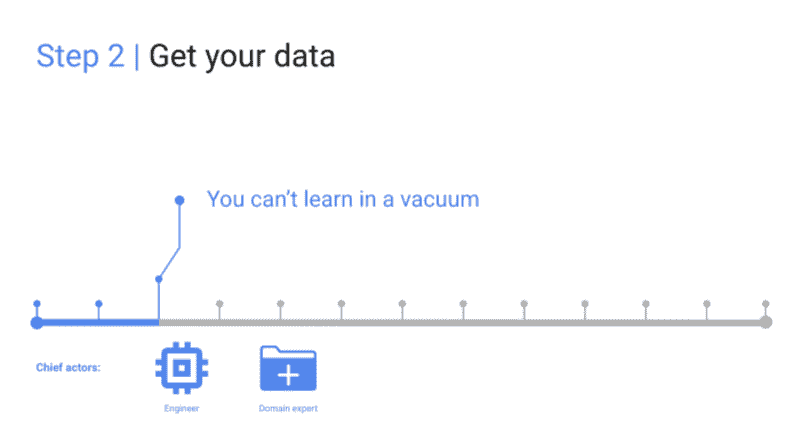 Step 2 | Get your data
You can't learn in a vacuum
Chief actors:
Engineer
Domain expert